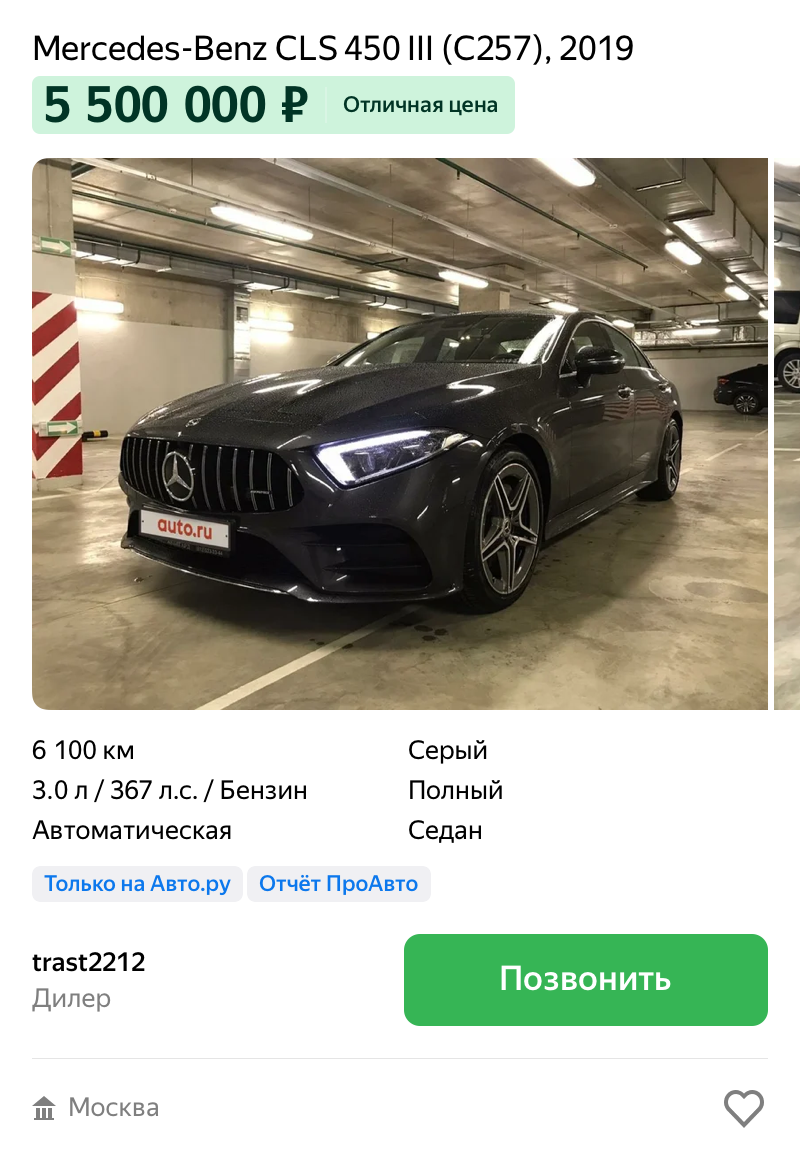 Mercedes-Benz CLS 450 III (C257), 2019
5 500 000 ₽ Отличная цена
auto.ru
6 100 км
Серый
3.0 л / 367 л.с. / Бензин
Полный
Автоматическая
Седан
Только на Авто.ру Отчёт ПроАвто
trast2212
Дилер
Позвонить
Москва